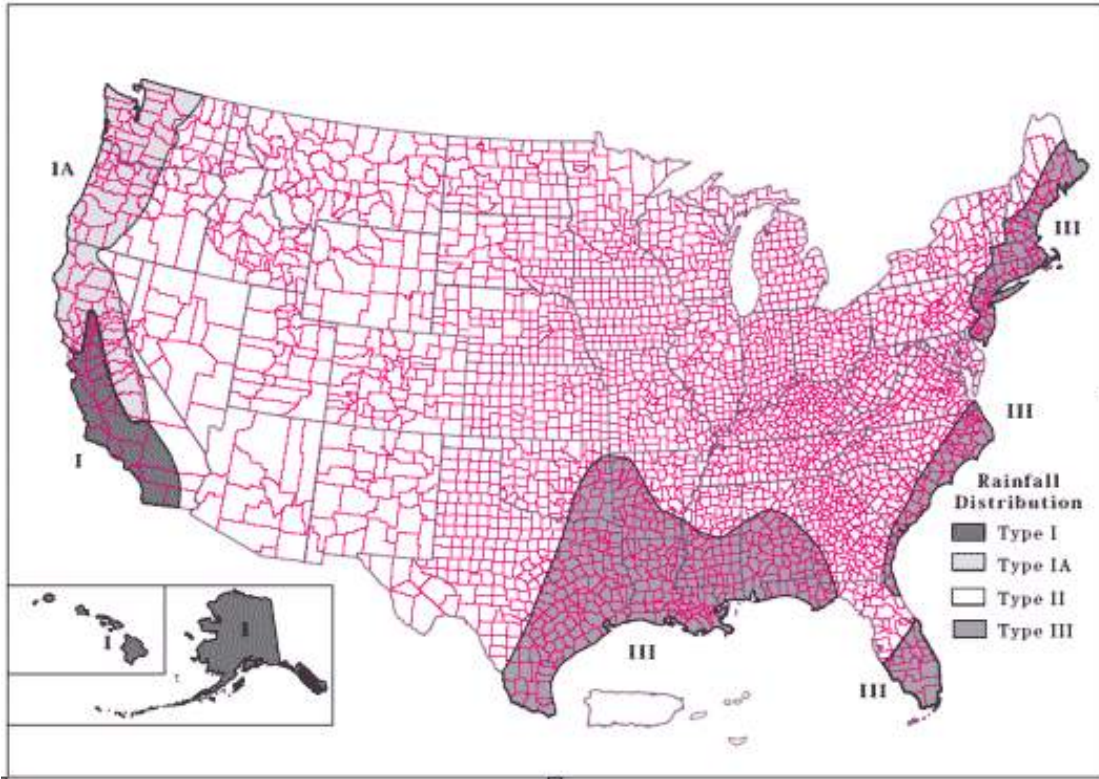 IA
III
III
I
Rainfall
Distribution
Type I
Type IA
Type II
Type III
I
I
III
III